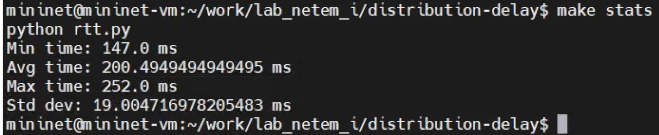 mininet@mininet-vm:~/work/lab_netem_i/distribution-delay$ make stats
python rtt.py
Min time: 147.0 ms
Avg time: 200.4949494949495 ms
Max time: 252.0 ms
Std dev: 19.004716978205483 ms
mininet@mininet-vm:~/work/lab_netem_i/distribution-delay$